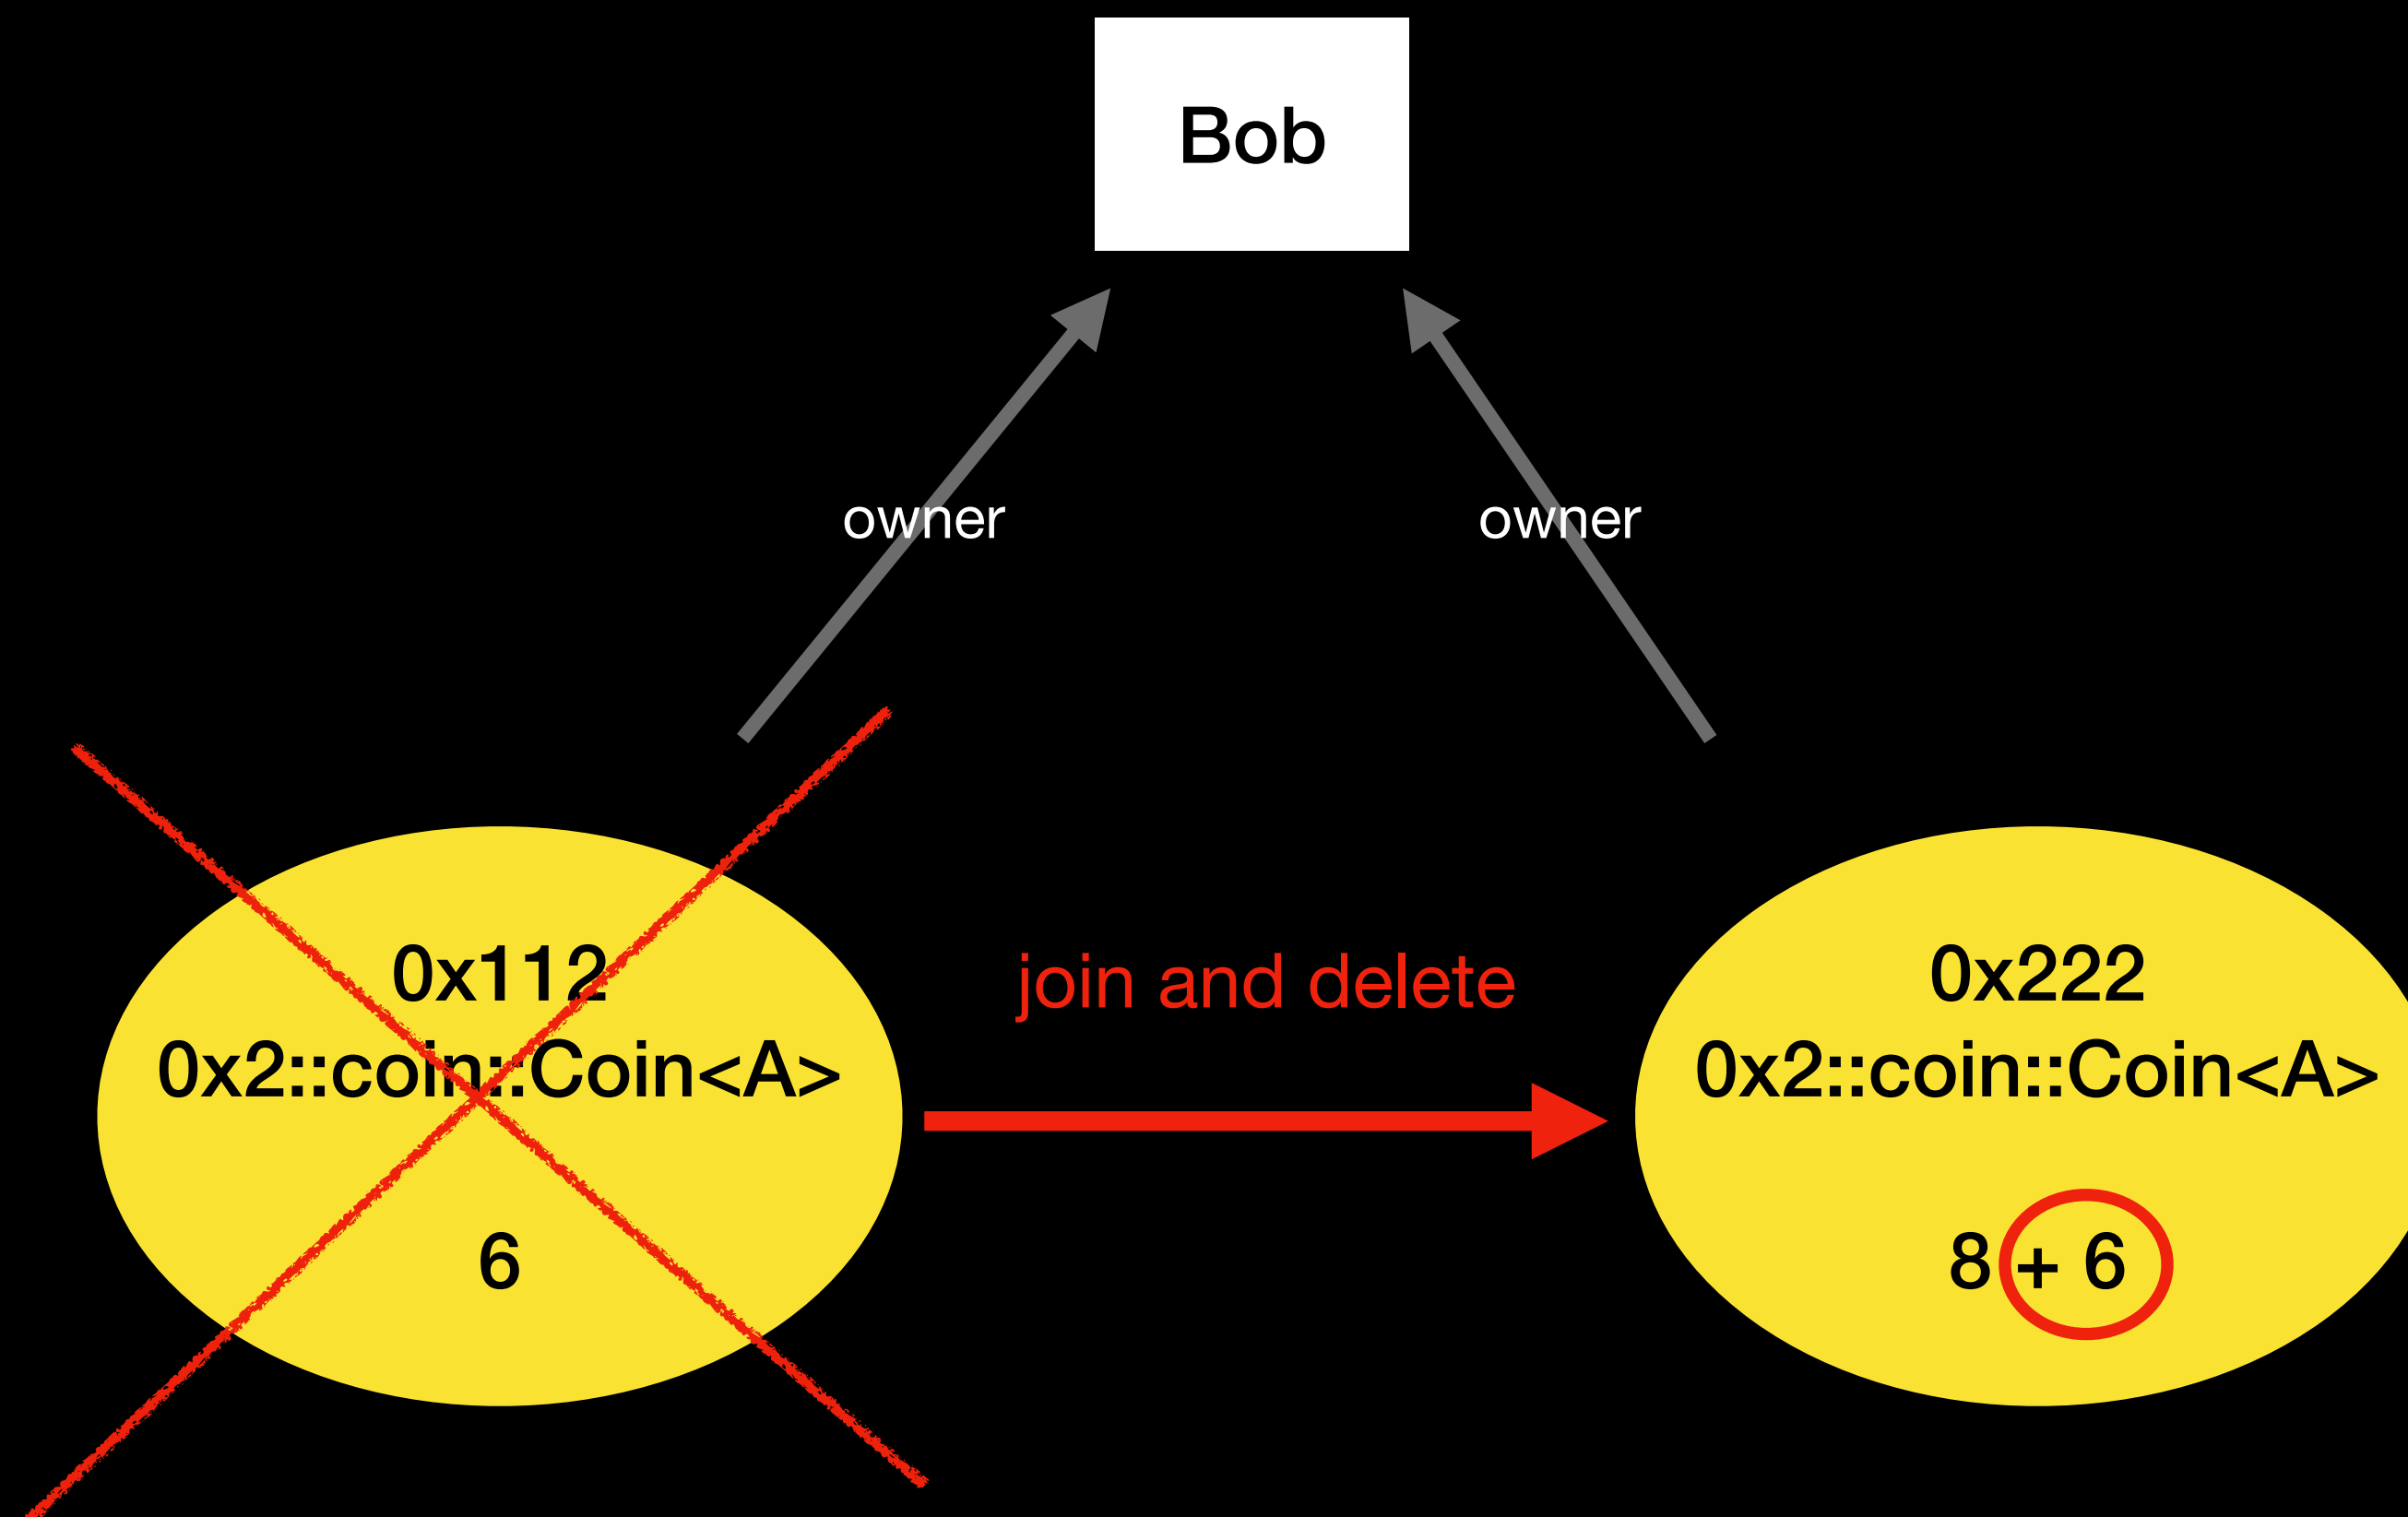 Bob
owner
owner
0x112
0x2::coin::Coin<A>
6
join and delete
0x222
0x2::coin::Coin<A>
8 + 6